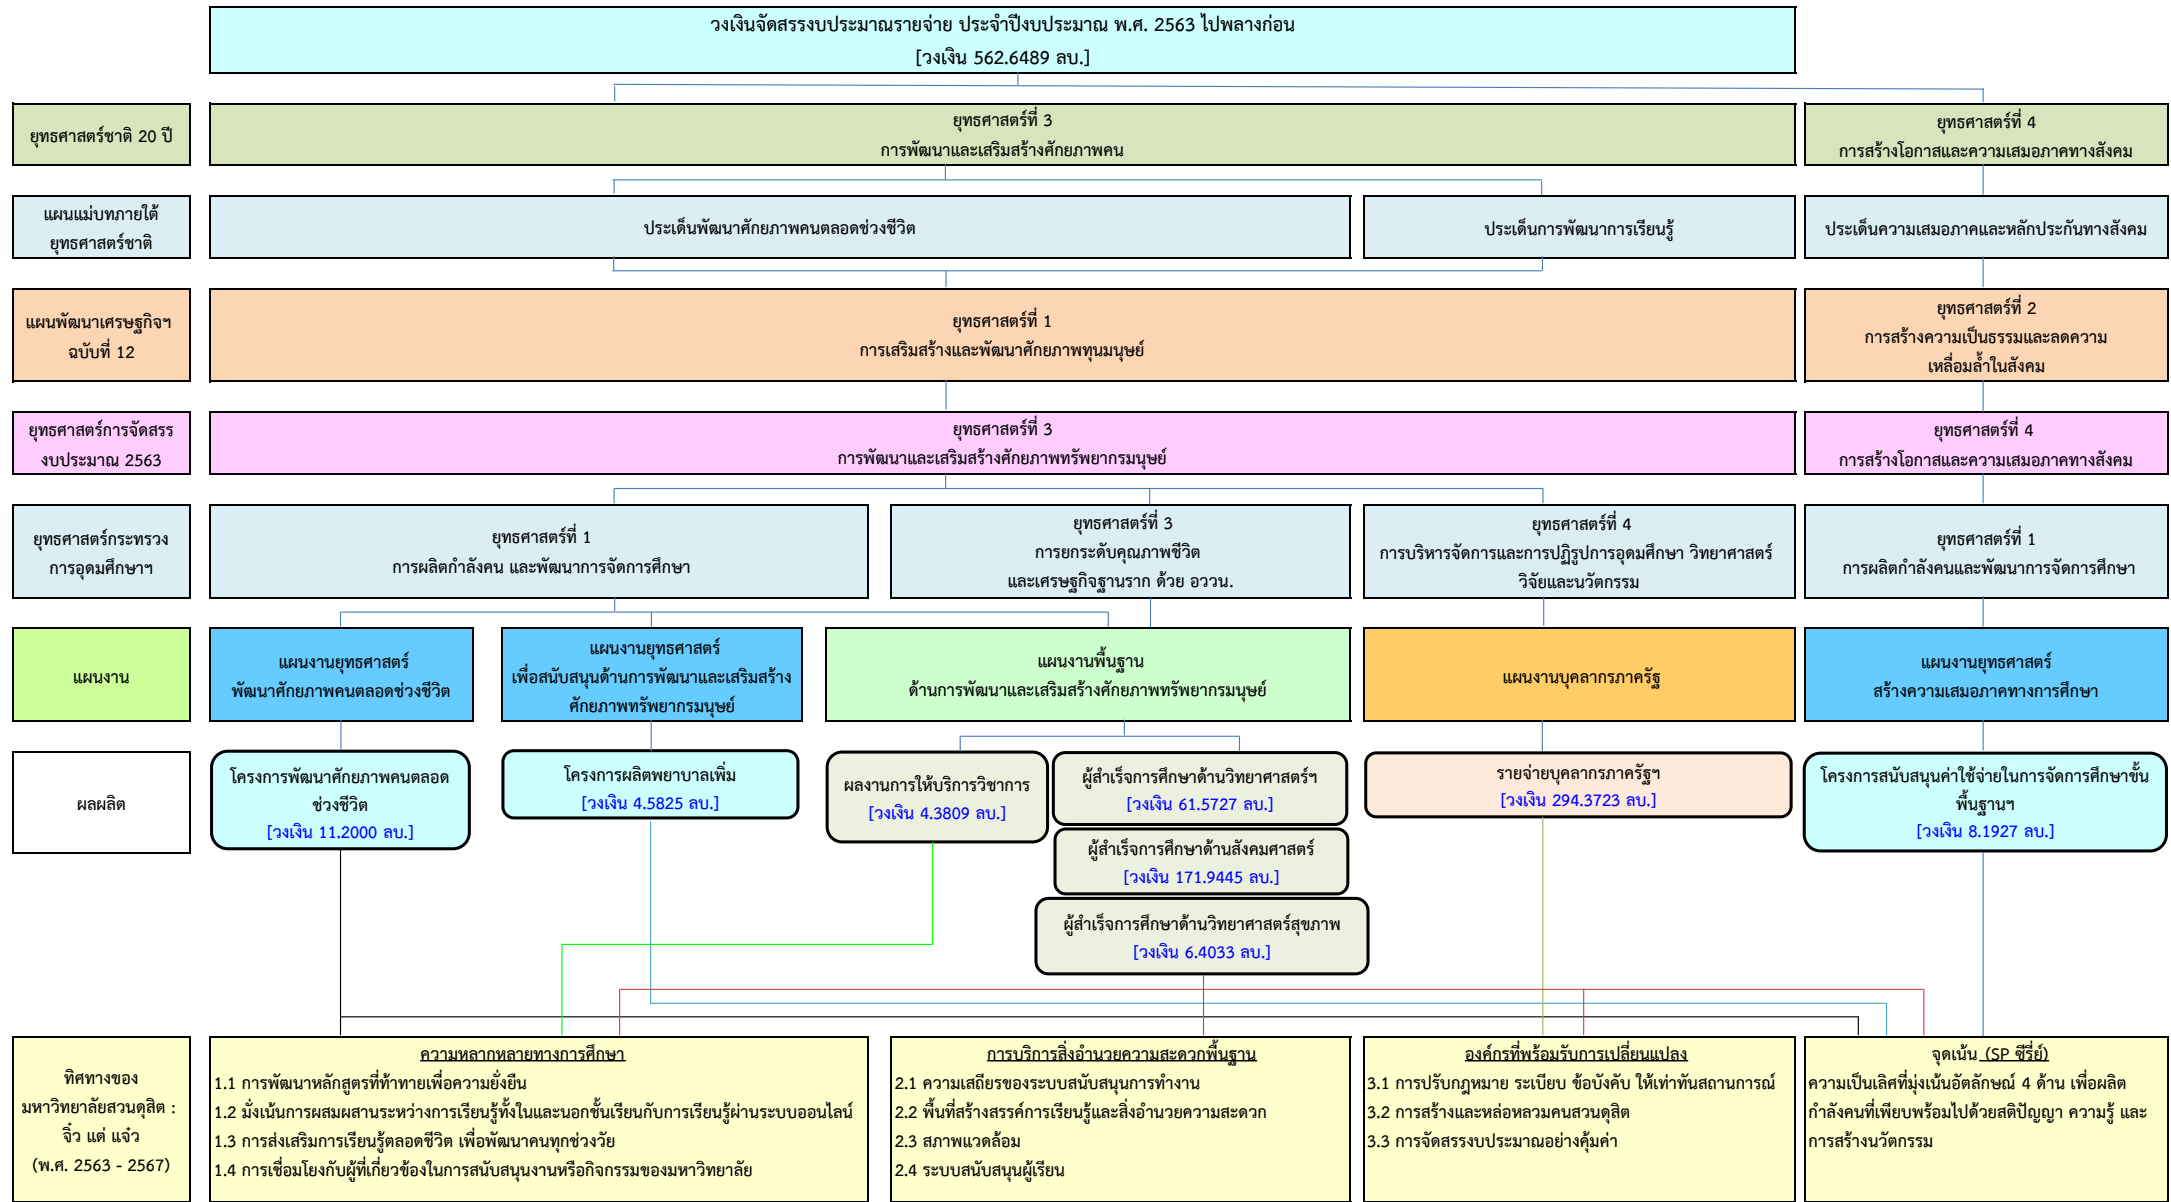 วงเงินจัดสรรงบประมาณรายจ่าย ประจำปีงบประมาณ พ.ศ. 2563 ไปพลางก่อน
[วงเงิน 562.6489 ลบ.]
ยุทธศาสตร์ชาติ 20 ปี
ยุทธศาสตร์ที่ 3
การพัฒนาและเสริมสร้างศักยภาพคน
ยุทธศาสตร์ที่ 4
การสร้างโอกาสและความเสมอภาคทางสังคม
แผนแม่บทภายใต้
ยุทธศาสตร์ชาติ
ประเด็นพัฒนาศักยภาพคนตลอดช่วงชีวิต
ประเด็นการพัฒนาการเรียนรู้
ประเด็นความเสมอภาคและหลักประกันทางสังคม
แผนพัฒนาเศรษฐกิจฯ
ฉบับที่ 12
ยุทธศาสตร์ที่ 1
การเสริมสร้างและพัฒนาศักยภาพทุนมนุษย์
ยุทธศาสตร์ที่ 2
การสร้างความเป็นธรรมและลดความ
เหลื่อมล้ำในสังคม
ยุทธศาสตร์การจัดสรร
งบประมาณ 2563
ยุทธศาสตร์ที่ 3
การพัฒนาและเสริมสร้างศักยภาพทรัพยากรมนุษย์
ยุทธศาสตร์ที่ 4
การสร้างโอกาสและความเสมอภาคทางสังคม
ยุทธศาสตร์กระทรวง
การอุดมศึกษาฯ
ยุทธศาสตร์ที่ 1
การผลิตกำลังคน และพัฒนาการจัดการศึกษา
ยุทธศาสตร์ที่ 3
การยกระดับคุณภาพชีวิต
และเศรษฐกิจฐานราก ด้วย อววน.
ยุทธศาสตร์ที่ 4
การบริหารจัดการและการปฏิรูปการอุดมศึกษา วิทยาศาสตร์
วิจัยและนวัตกรรม
ยุทธศาสตร์ที่ 1
การผลิตกำลังคนและพัฒนาการจัดการศึกษา
แผนงาน
แผนงานยุทธศาสตร์
พัฒนาศักยภาพคนตลอดช่วงชีวิต
แผนงานยุทธศาสตร์
เพื่อสนับสนุนด้านการพัฒนาและเสริมสร้าง
ศักยภาพทรัพยากรมนุษย์
แผนงานพื้นฐาน
ด้านการพัฒนาและเสริมสร้างศักยภาพทรัพยากรมนุษย์
แผนงานบุคลากรภาครัฐ
แผนงานยุทธศาสตร์
สร้างความเสมอภาคทางการศึกษา
ผลผลิต
โครงการพัฒนาศักยภาพคนตลอด
ช่วงชีวิต
[วงเงิน 11.2000 ลบ.]
โครงการผลิตพยาบาลเพิ่ม
[วงเงิน 4.5825 ลบ.]
ผลงานการให้บริการวิชาการ
[วงเงิน 4.3809 ลบ.]
ผู้สำเร็จการศึกษาด้านวิทยาศาสตร์ฯ
[วงเงิน 61.5727 ลบ.]
ผู้สำเร็จการศึกษาด้านสังคมศาสตร์
[วงเงิน 171.9445 ลบ.]
ผู้สำเร็จการศึกษาด้านวิทยาศาสตร์สุขภาพ
[วงเงิน 6.4033 ลบ.]
รายจ่ายบุคลากรภาครัฐฯ
[วงเงิน 294.3723 ลบ.]
โครงการสนับสนุนค่าใช้จ่ายในการจัดการศึกษาขั้น
พื้นฐานฯ
[วงเงิน 8.1927 ลบ.]
ทิศทางของ
มหาวิทยาลัยสวนดุสิต :
จิ๋ว แต่ แจ๋ว
(พ.ศ. 2563 - 2567)
ความหลากหลายทางการศึกษา
1.1 การพัฒนาหลักสูตรที่ท้าทายเพื่อความยั่งยืน
1.2 มั่งเน้นการผสมผสานระหว่างการเรียนรู้ทั้งในและนอกชั้นเรียนกับการเรียนรู้ผ่านระบบออนไลน์
1.3 การส่งเสริมการเรียนรู้ตลอดชีวิต เพื่อพัฒนาคนทุกช่วงวัย
1.4 การเชื่อมโยงกับผู้ที่เกี่ยวข้องในการสนับสนุนงานหรือกิจกรรมของมหาวิทยาลัย
การบริการสิ่งอำนวยความสะดวกพื้นฐาน
2.1 ความเสถียรของระบบสนับสนุนการทำงาน
2.2 พื้นที่สร้างสรรค์การเรียนรู้และสิ่งอำนวยความสะดวก
2.3 สภาพแวดล้อม
2.4 ระบบสนับสนุนผู้เรียน
องค์กรที่พร้อมรับการเปลี่ยนแปลง
3.1 การปรับกฎหมาย ระเบียบ ข้อบังคับ ให้เท่าทันสถานการณ์
3.2 การสร้างและหล่อหลวมคนสวนดุสิต
3.3 การจัดสรรงบประมาณอย่างคุ้มค่า
จุดเน้น (SP ซีรี่ย์)
ความเป็นเลิศที่มุ่งเน้นอัตลักษณ์ 4 ด้าน เพื่อผลิต
กำลังคนที่เพียบพร้อมไปด้วยสติปัญญา ความรู้ และ
การสร้างนวัตกรรม